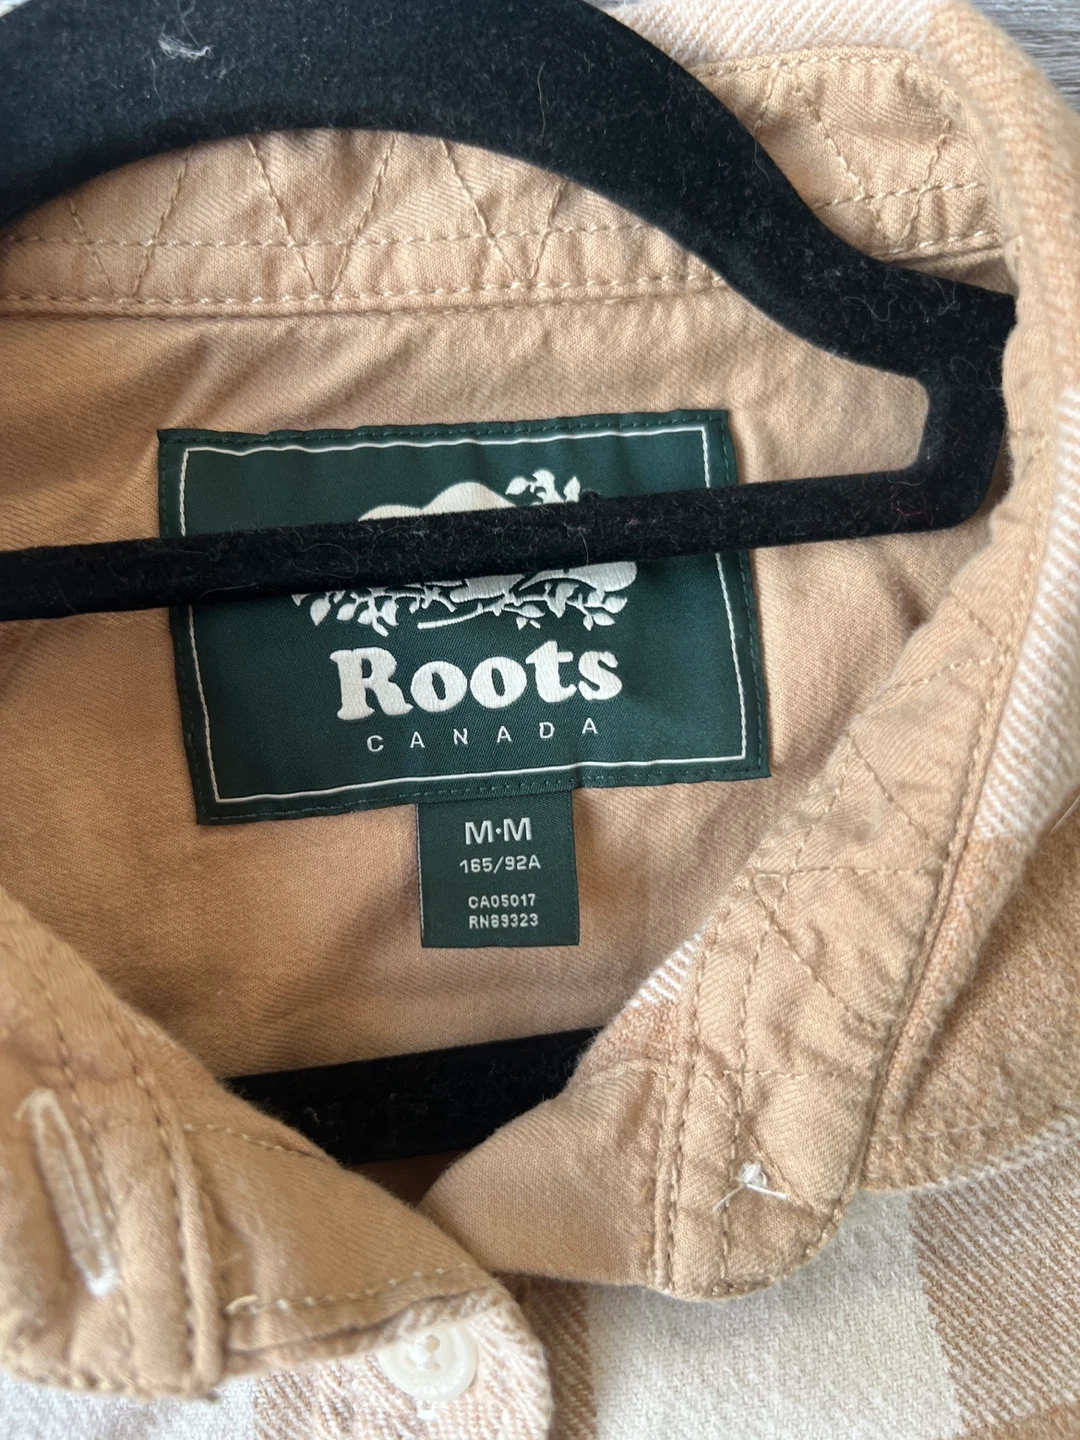 Roots
CANADA
M·M
165/92A
CA05017
RN89323